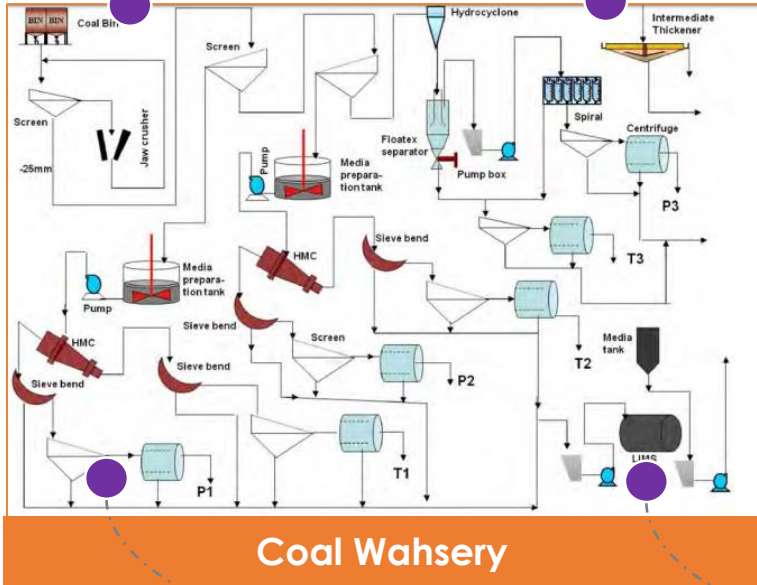 BIN BIN
Coal Bin
Screen
Hydrocyclone
Intermediate
Thickener
Screen
Jaw crusher
-25mm
Pump
Media
prepara-
tion tank
Floatex
separator
Pump box
Spiral
Centrifuge
P3
Media
prepara-
tion tank
Pump
HMC
Sieve bend
T3
Sieve bend
Screen
HMC
Sieve bend
Sieve bend
P2
T2
Media
tank
LIMS
T1
P1
Coal Wahsery